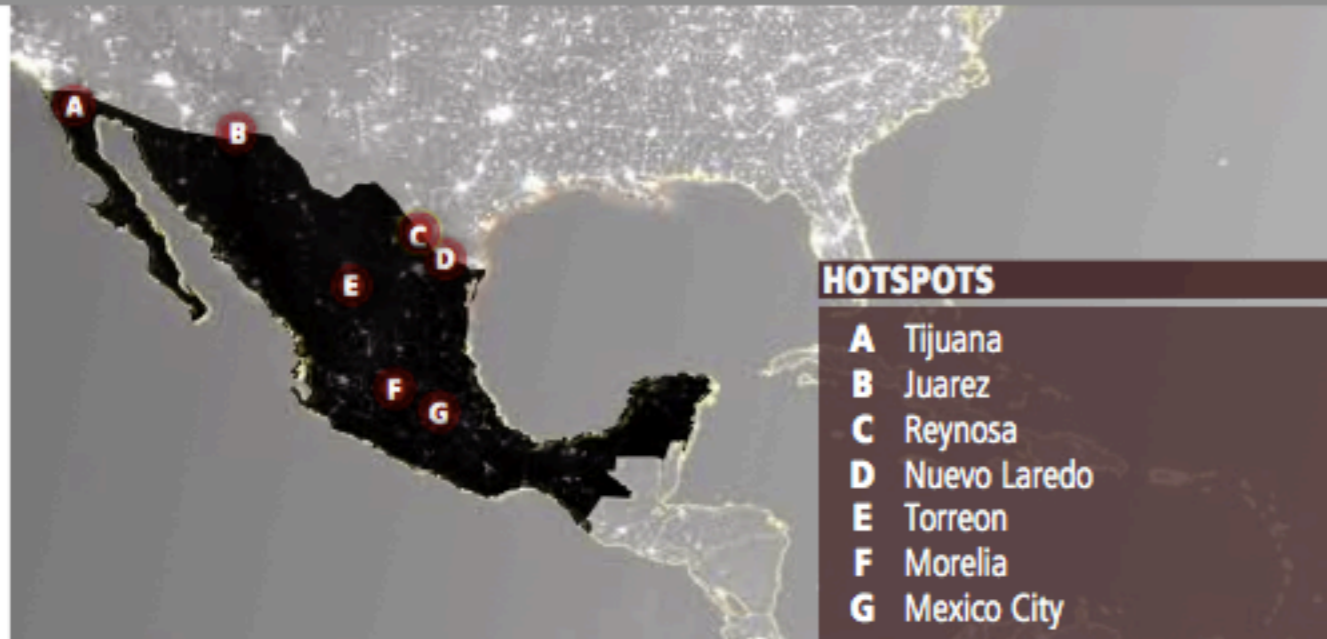 A
B
C
D
E
F
G
HOTSPOTS
A Tijuana
B Juarez
C Reynosa
D Nuevo Laredo
E Torreon
F Morelia
G Mexico City